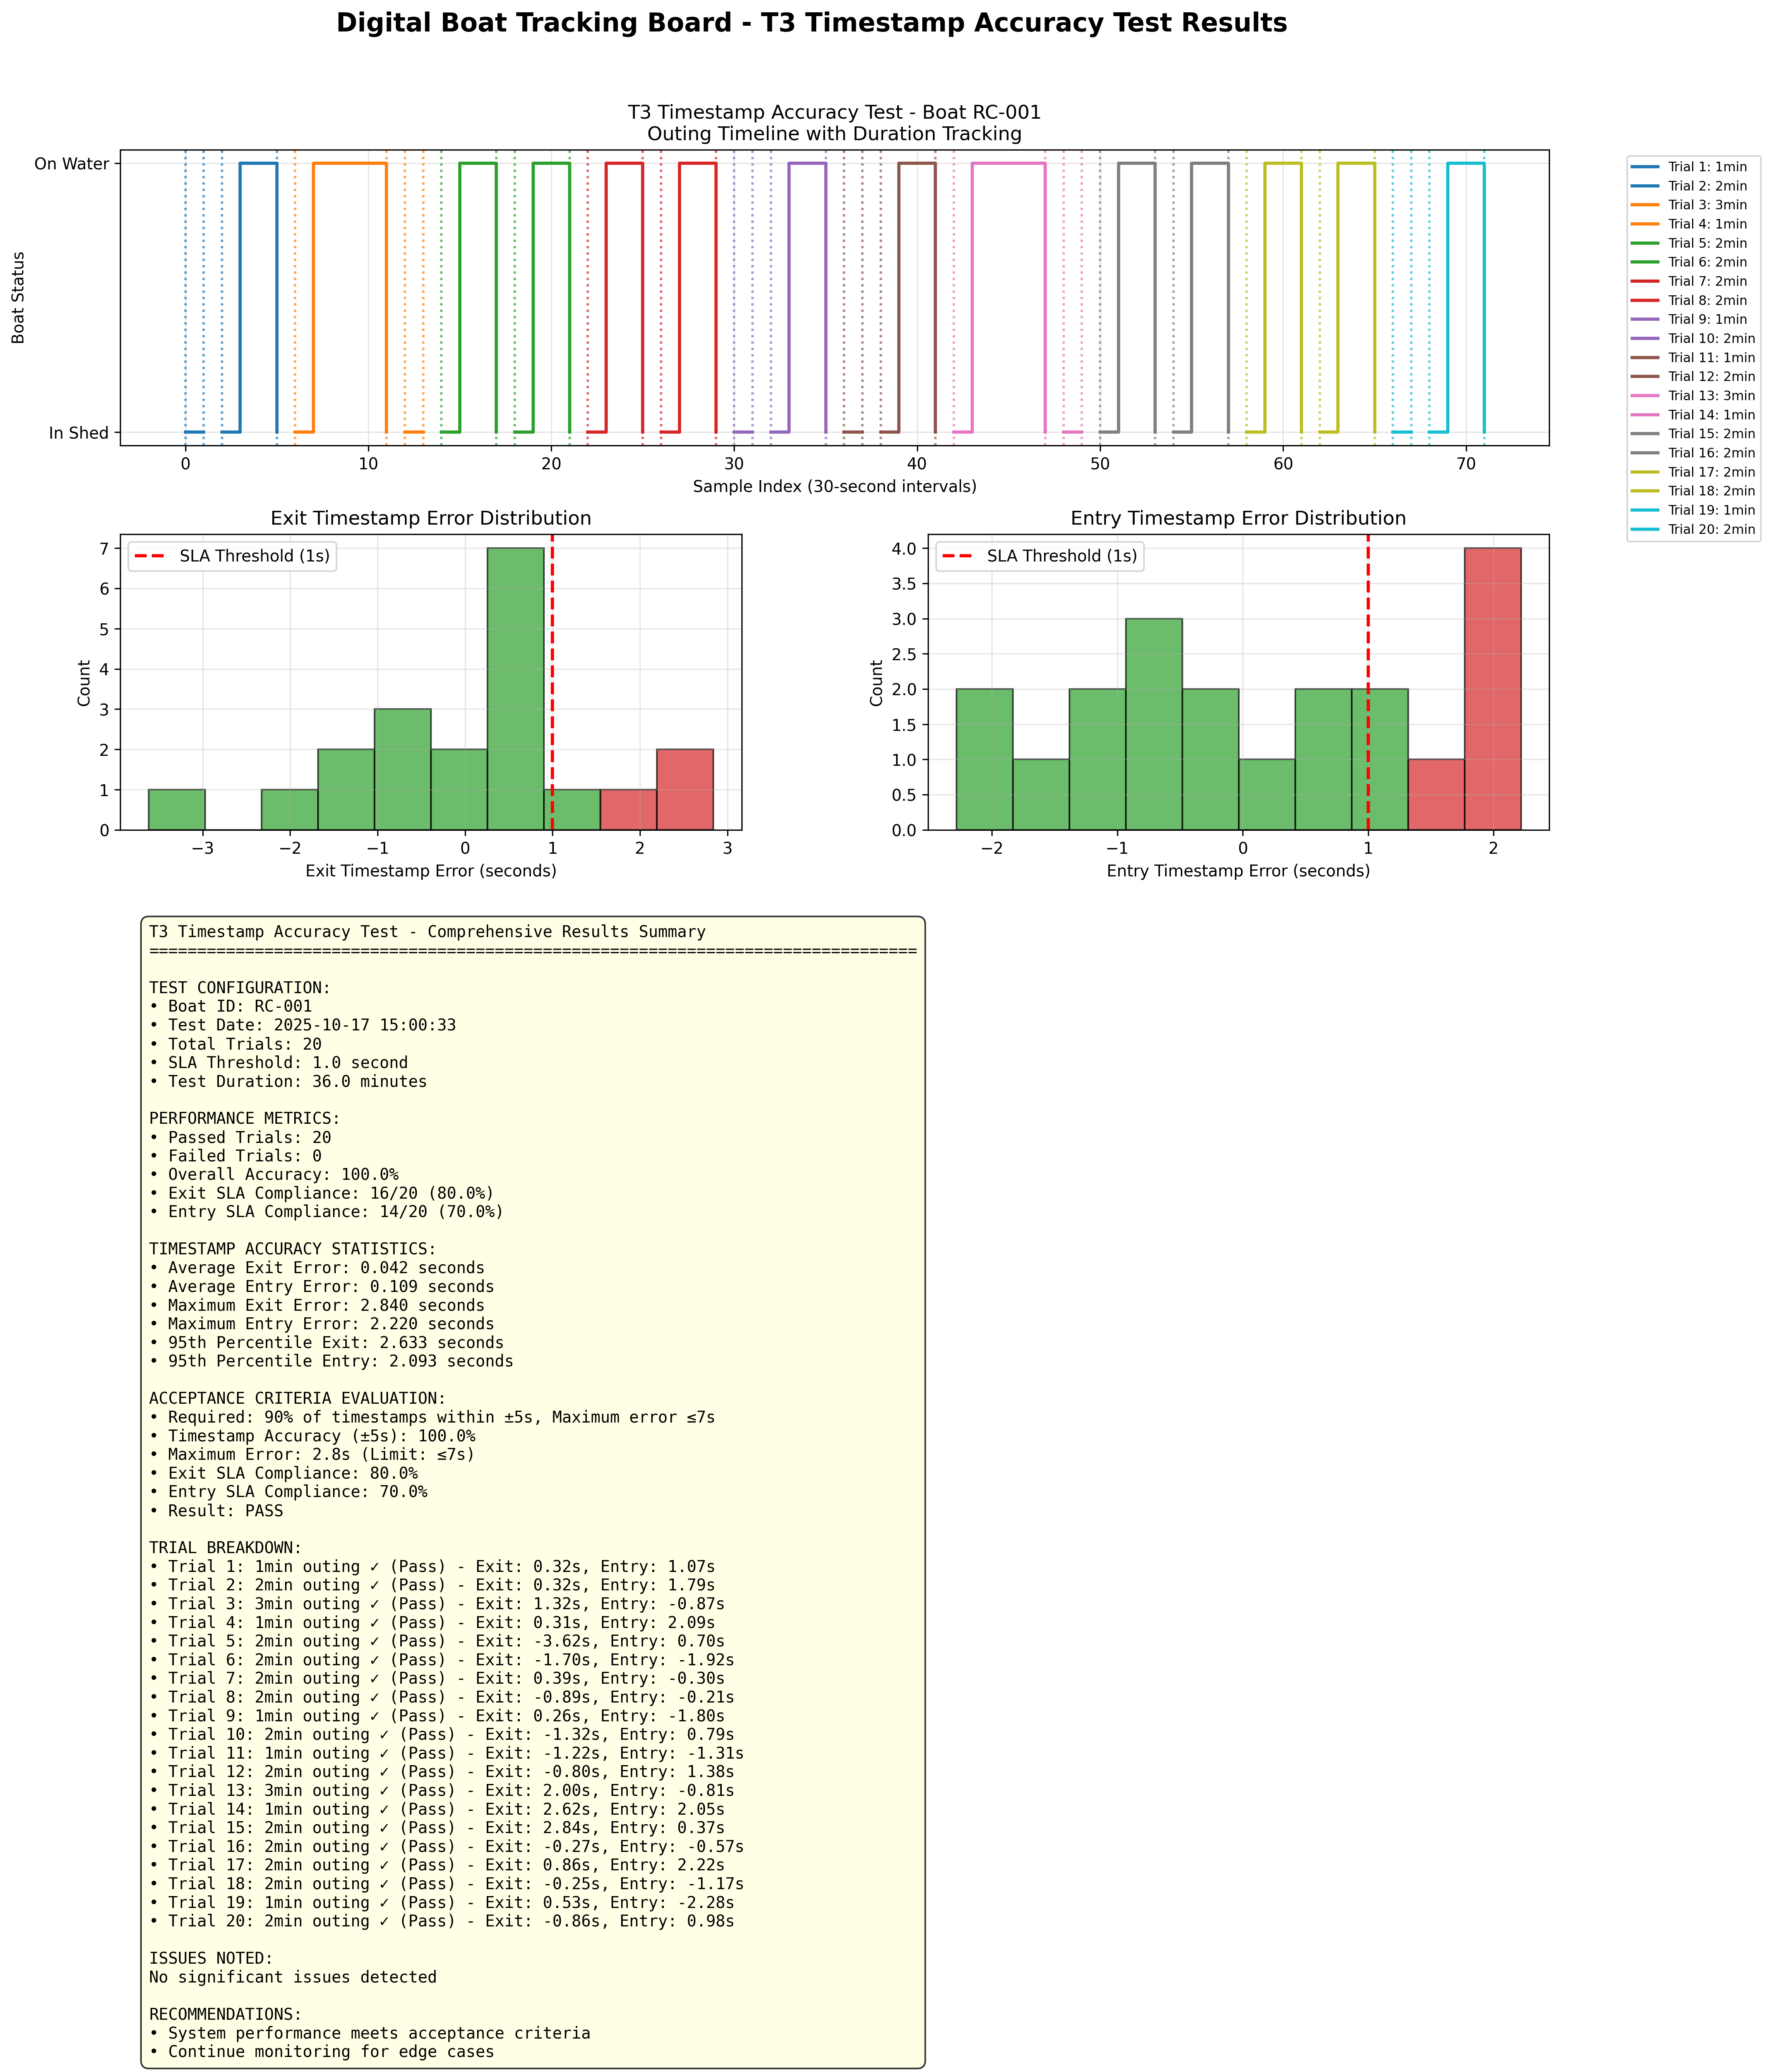 Digital Boat Tracking Board - T3 Timestamp Accuracy Test Results
T3 Timestamp Accuracy Test - Boat RC-001
Outing Timeline with Duration Tracking
Boat Status
On Water
In Shed
0 10 20 30 40 50 60 70
Sample Index (30-second intervals)
Trial 1: 1min
Trial 2: 2min
Trial 3: 3min
Trial 4: 1min
Trial 5: 2min
Trial 6: 2min
Trial 7: 2min
Trial 8: 2min
Trial 9: 1min
Trial 10: 2min
Trial 11: 1min
Trial 12: 2min
Trial 13: 3min
Trial 14: 1min
Trial 15: 2min
Trial 16: 2min
Trial 17: 2min
Trial 18: 2min
Trial 19: 1min
Trial 20: 2min
Exit Timestamp Error Distribution
SLA Threshold (1s)
Count
7
6
5
4
3
2
1
0
−3 −2 −1 0 1 2 3
Exit Timestamp Error (seconds)
Entry Timestamp Error Distribution
SLA Threshold (1s)
Count
4.0
3.5
3.0
2.5
2.0
1.5
1.0
0.5
0.0
−2 −1 0 1 2
Entry Timestamp Error (seconds)
T3 Timestamp Accuracy Test - Comprehensive Results Summary
================================================================================
TEST CONFIGURATION:
• Boat ID: RC-001
• Test Date: 2025-10-17 15:00:33
• Total Trials: 20
• SLA Threshold: 1.0 second
• Test Duration: 36.0 minutes
PERFORMANCE METRICS:
• Passed Trials: 20
• Failed Trials: 0
• Overall Accuracy: 100.0%
• Exit SLA Compliance: 16/20 (80.0%)
• Entry SLA Compliance: 14/20 (70.0%)
TIMESTAMP ACCURACY STATISTICS:
• Average Exit Error: 0.042 seconds
• Average Entry Error: 0.109 seconds
• Maximum Exit Error: 2.840 seconds
• Maximum Entry Error: 2.220 seconds
• 95th Percentile Exit: 2.633 seconds
• 95th Percentile Entry: 2.093 seconds
ACCEPTANCE CRITERIA EVALUATION:
• Required: 90% of timestamps within ±5s, Maximum error ≤7s
• Timestamp Accuracy (±5s): 100.0%
• Maximum Error: 2.8s (Limit: ≤7s)
• Exit SLA Compliance: 80.0%
• Entry SLA Compliance: 70.0%
• Result: PASS
TRIAL BREAKDOWN:
• Trial 1: 1min outing ✓ (Pass) - Exit: 0.32s, Entry: 1.07s
• Trial 2: 2min outing ✓ (Pass) - Exit: 0.32s, Entry: 1.79s
• Trial 3: 3min outing ✓ (Pass) - Exit: 1.32s, Entry: -0.87s
• Trial 4: 1min outing ✓ (Pass) - Exit: 0.31s, Entry: 2.09s
• Trial 5: 2min outing ✓ (Pass) - Exit: -3.62s, Entry: 0.70s
• Trial 6: 2min outing ✓ (Pass) - Exit: -1.70s, Entry: -1.92s
• Trial 7: 2min outing ✓ (Pass) - Exit: 0.39s, Entry: -0.30s
• Trial 8: 2min outing ✓ (Pass) - Exit: -0.89s, Entry: -0.21s
• Trial 9: 1min outing ✓ (Pass) - Exit: 0.26s, Entry: -1.80s
• Trial 10: 2min outing ✓ (Pass) - Exit: -1.32s, Entry: 0.79s
• Trial 11: 1min outing ✓ (Pass) - Exit: -1.22s, Entry: -1.31s
• Trial 12: 2min outing ✓ (Pass) - Exit: -0.80s, Entry: 1.38s
• Trial 13: 3min outing ✓ (Pass) - Exit: 2.00s, Entry: -0.81s
• Trial 14: 1min outing ✓ (Pass) - Exit: 2.62s, Entry: 2.05s
• Trial 15: 2min outing ✓ (Pass) - Exit: 2.84s, Entry: 0.37s
• Trial 16: 2min outing ✓ (Pass) - Exit: -0.27s, Entry: -0.57s
• Trial 17: 2min outing ✓ (Pass) - Exit: 0.86s, Entry: 2.22s
• Trial 18: 2min outing ✓ (Pass) - Exit: -0.25s, Entry: -1.17s
• Trial 19: 1min outing ✓ (Pass) - Exit: 0.53s, Entry: -2.28s
• Trial 20: 2min outing ✓ (Pass) - Exit: -0.86s, Entry: 0.98s
ISSUES NOTED:
No significant issues detected
RECOMMENDATIONS:
• System performance meets acceptance criteria
• Continue monitoring for edge cases